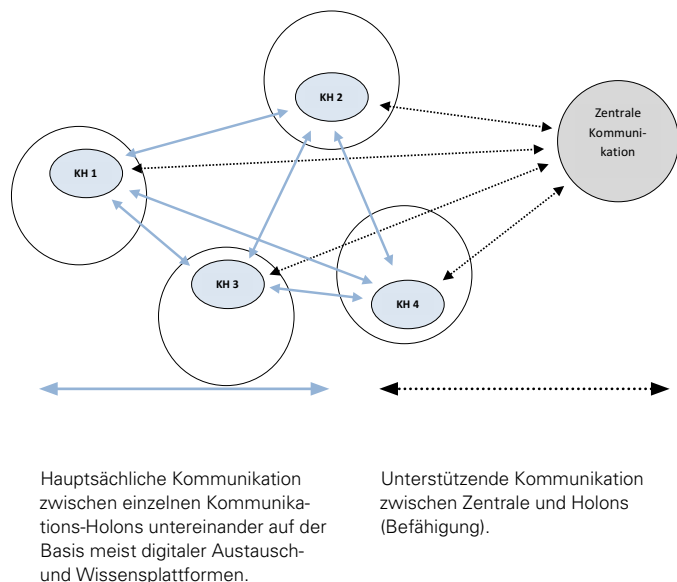 KH 2
Zentrale
Kommuni-
kation
KH 1
KH 3
KH 4
Hauptsächliche Kommunikation
zwischen einzelnen Kommunika-
tions-Holons untereinander auf der
Basis meist digitaler Austausch-
und Wissensplattformen.
Unterstützende Kommunikation
zwischen Zentrale und Holons
(Befähigung).